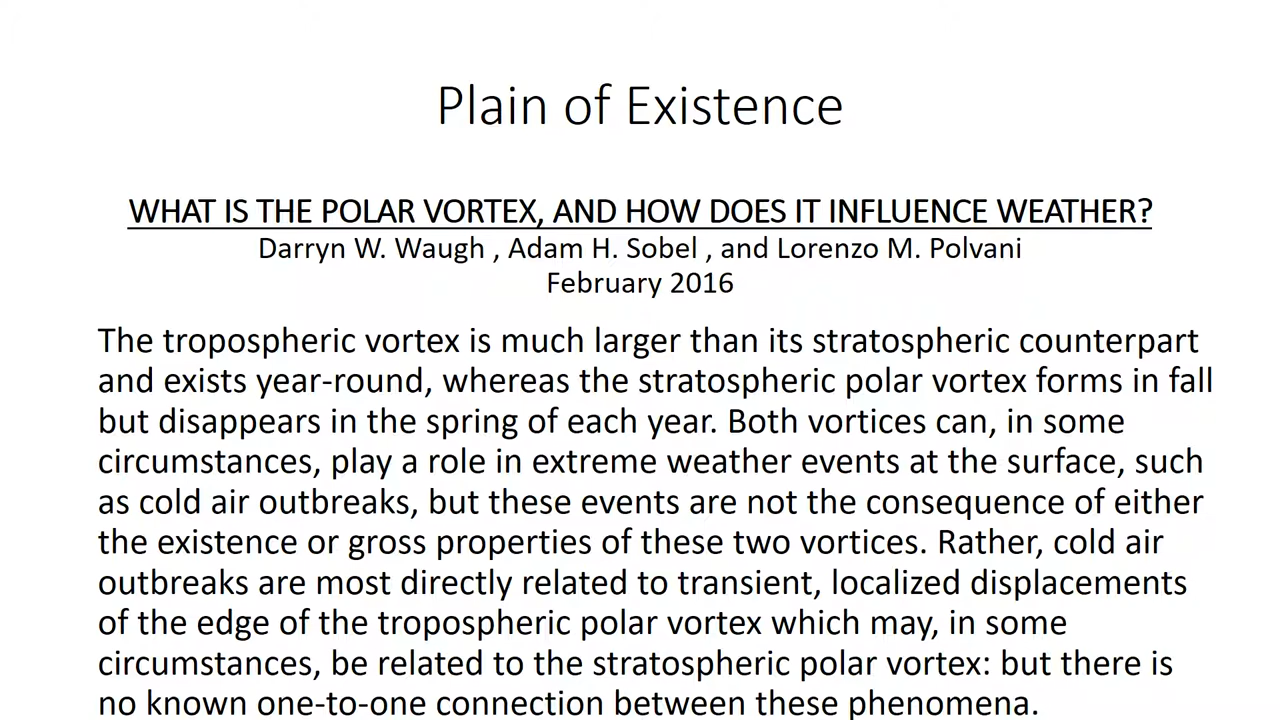 Plain of Existence
WHAT IS THE POLAR VORTEX, AND HOW DOES IT INFLUENCE WEATHER?
Darryn W. Waugh , Adam H. Sobel , and Lorenzo M. Polvani
February 2016
The tropospheric vortex is much larger than its stratospheric counterpart
and exists year-round, whereas the stratospheric polar vortex forms in fall
but disappears in the spring of each year. Both vortices can, in some
circumstances, play a role in extreme weather events at the surface, such
as cold air outbreaks, but these events are not the consequence of either
the existence or gross properties of these two vortices. Rather, cold air
outbreaks are most directly related to transient, localized displacements
of the edge of the tropospheric polar vortex which may, in some
circumstances, be related to the stratospheric polar vortex: but there is
no known one-to-one connection between these phenomena.